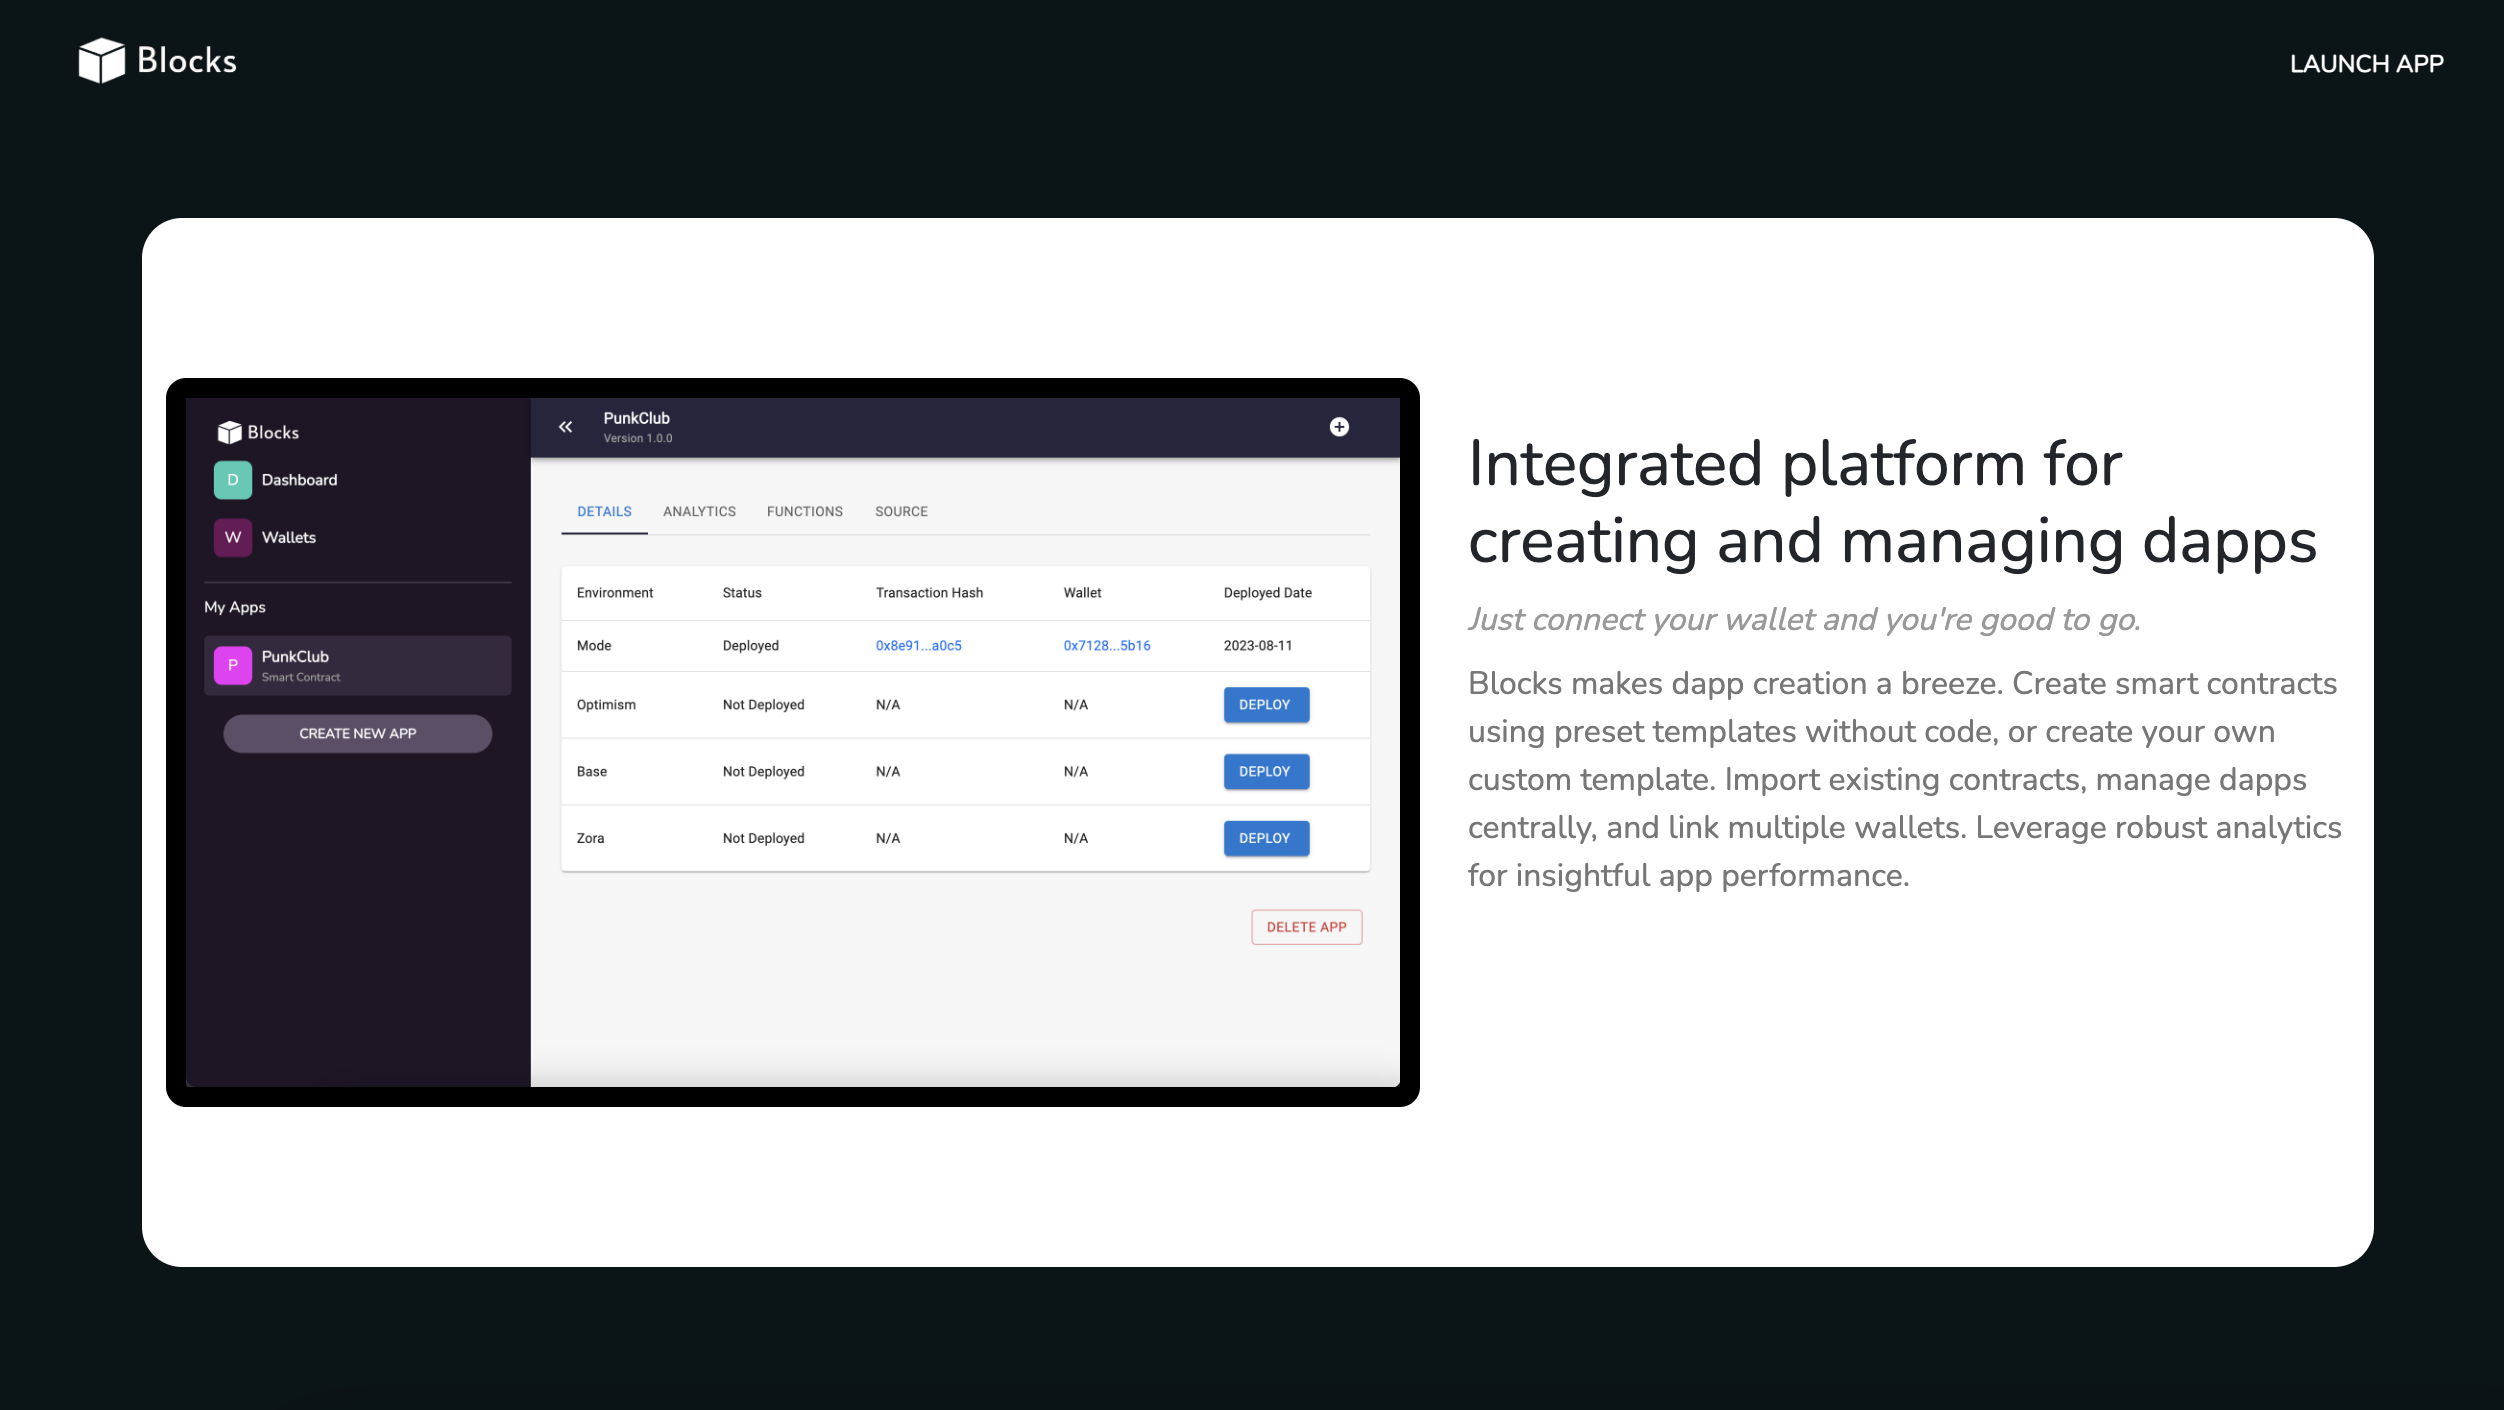 Blocks
LAUNCH APP
Blocks
D Dashboard
W Wallets
My Apps
P PunkClub
Smart Contract
CREATE NEW APP
PunkClub
Version 1.0.0
DETAILS ANALYTICS FUNCTIONS SOURCE
Environment Status Transaction Hash Wallet Deployed Date
Mode Deployed 0x8e91...a0c5 0x7128...5b16 2023-08-11
Optimism Not Deployed N/A N/A DEPLOY
Base Not Deployed N/A N/A DEPLOY
Zora Not Deployed N/A N/A DEPLOY
DELETE APP
Integrated platform for
creating and managing dapps
Just connect your wallet and you're good to go.
Blocks makes dapp creation a breeze. Create smart contracts
using preset templates without code, or create your own
custom template. Import existing contracts, manage dapps
centrally, and link multiple wallets. Leverage robust analytics
for insightful app performance.